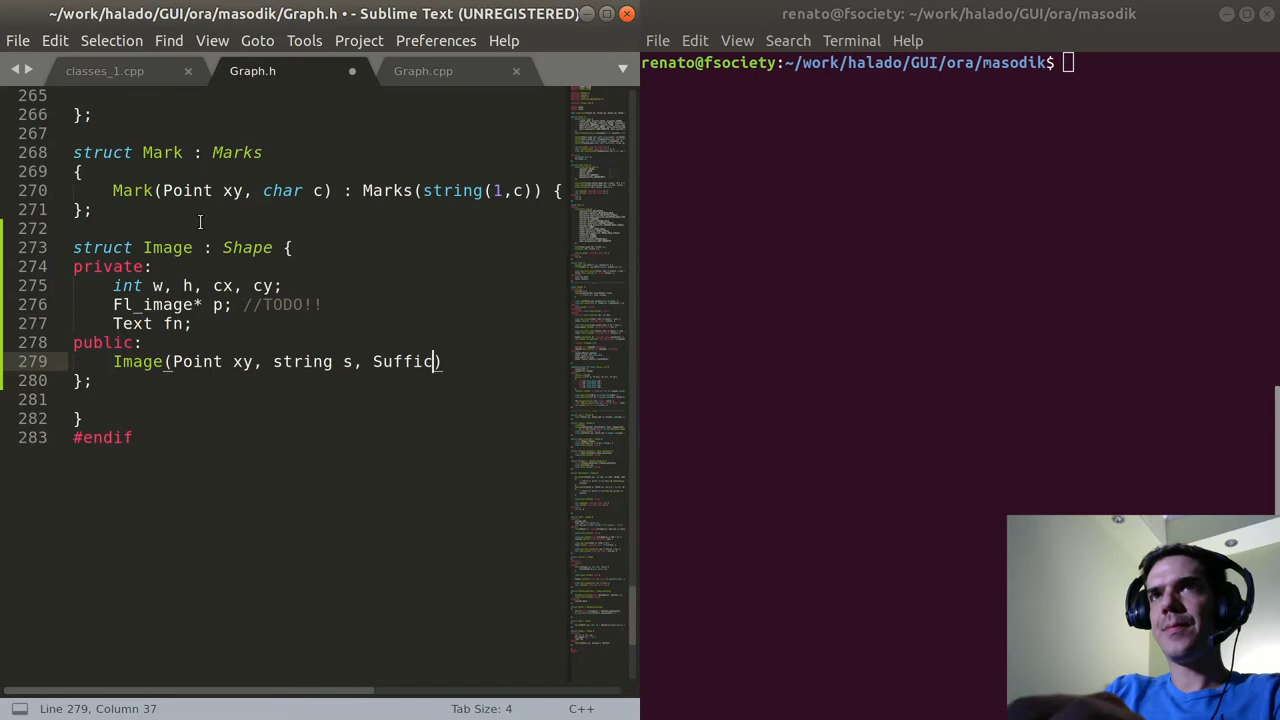 ~/work/halado/GUI/ora/masodik/Graph.h • - Sublime Text (UNREGISTERED)
File Edit Selection Find View Goto Tools Project Preferences Help
classes_1.cpp × Graph.h Graph.cpp ×
265
266 };
267
268 struct Mark : Marks
269 {
270 Mark(Point xy, char c) : Marks(string(1,c)) {
271 };
272
273 struct Image : Shape {
274 private:
275 int w, h, cx, cy;
276 Fl_image* p; //TODO!!
277 Text fn;
278 public:
279 Image(Point xy, string s, Suffic)
280 };
281
282 }
283 #endif
Line 279, Column 37 Tab Size: 4 C++
renato@fsociety: ~/work/halado/GUI/ora/masodik
File Edit View Search Terminal Help
renato@fsociety:~/work/halado/GUI/ora/masodik$